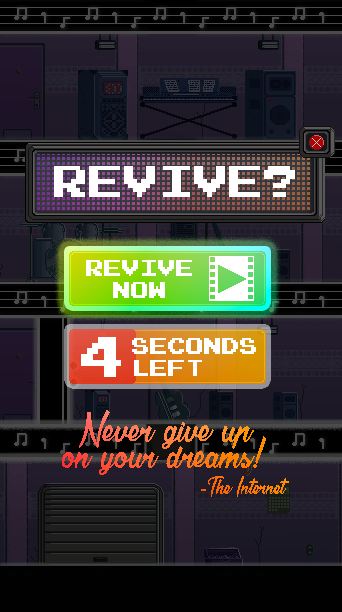 REVIVE?
REVIVE
NOW
4 SECONDS
LEFT
Never give up
on your dreams!
-The Internet